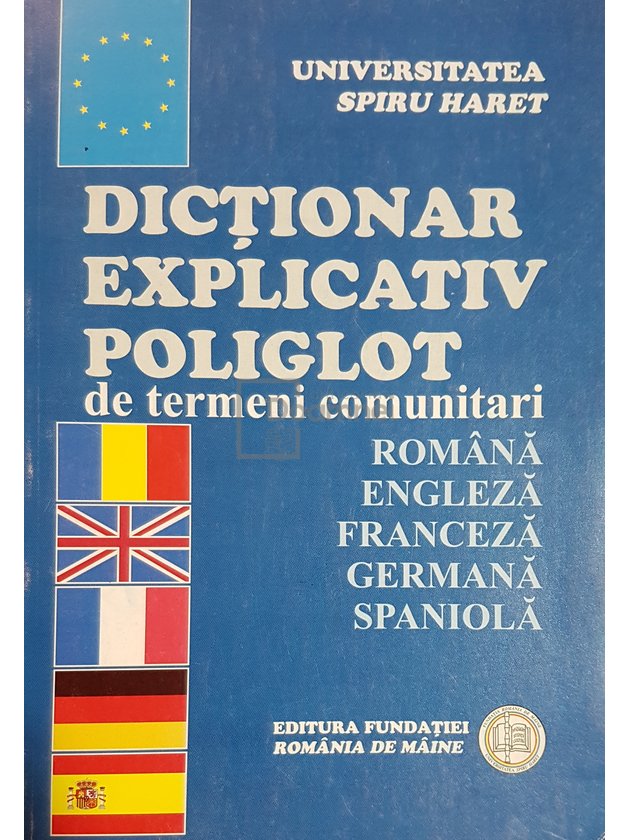 UNIVERSITATEA
SPIRU HARET
DICȚIONAR
EXPLICATIV
POLIGLOT
de termeni comunitari
ROMÂNĂ
ENGLEZĂ
FRANCEZĂ
GERMANĂ
SPANIOLĂ
EDITURA FUNDAȚIEI
ROMÂNIA DE MÂINE